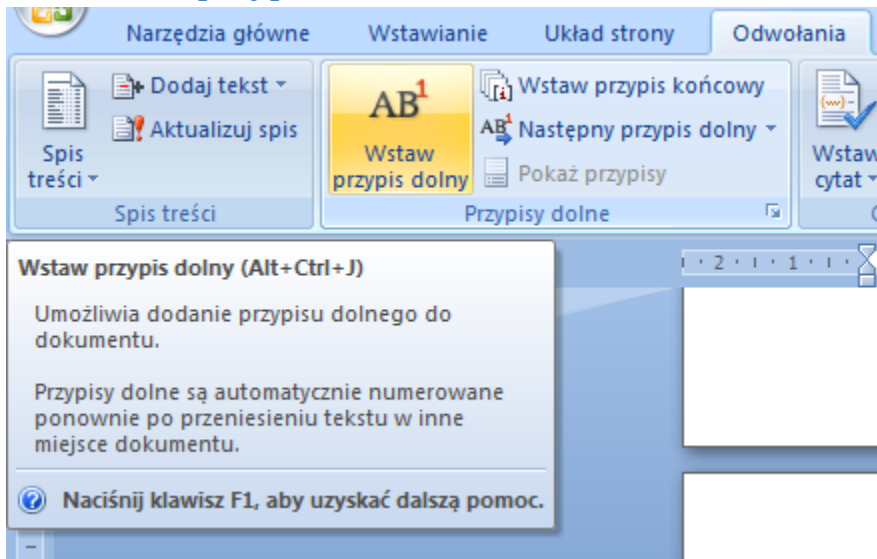 Narzędzia główne Wstawianie Układ strony Odwołania
Dodaj tekst
Aktualizuj spis
Spis
treści
Spis treści
AB1
Wstaw
przypis dolny
Wstaw przypis końcowy
AB1 Następny przypis dolny
Pokaż przypisy
Przypisy dolne
Wstaw
cytat
2 1
Wstaw przypis dolny (Alt+Ctrl+J)
Umożliwia dodanie przypisu dolnego do
dokumentu.
Przypisy dolne są automatycznie numerowane
ponownie po przeniesieniu tekstu w inne
miejsce dokumentu.
Naciśnij klawisz F1, aby uzyskać dalszą pomoc.